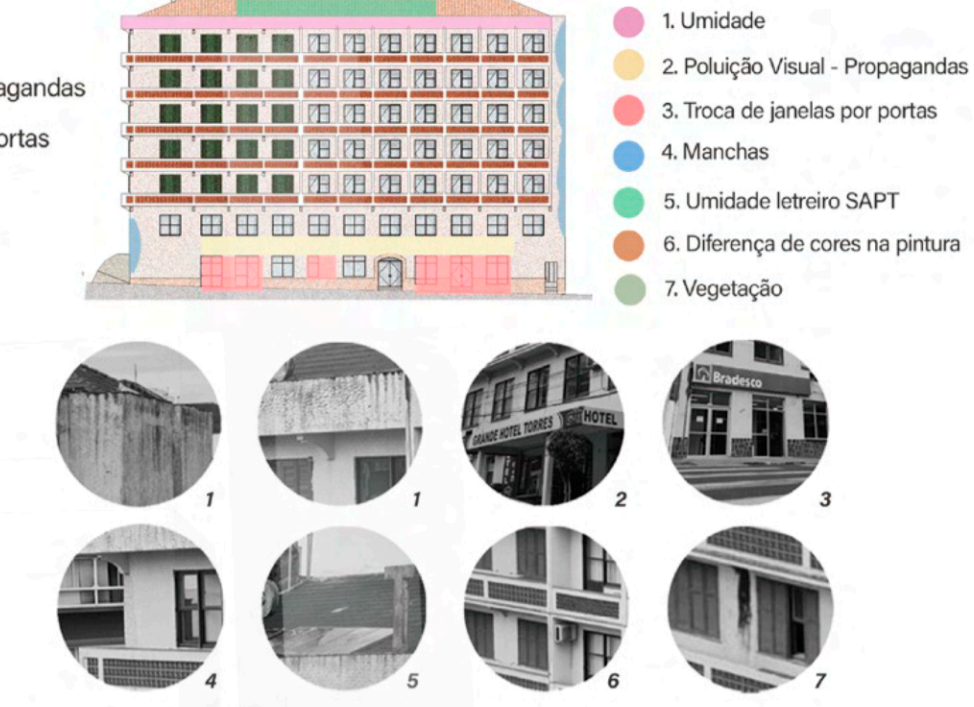 1. Umidade
2. Poluição Visual - Propagandas
agandas
3. Troca de janelas por portas
ortas
4. Manchas
5. Umidade letreiro SAPT
6. Diferença de cores na pintura
7. Vegetação
Bradesco
HOTEL
GRANDE HOTEL TORRES
1
1
2
3
4
5
6
7